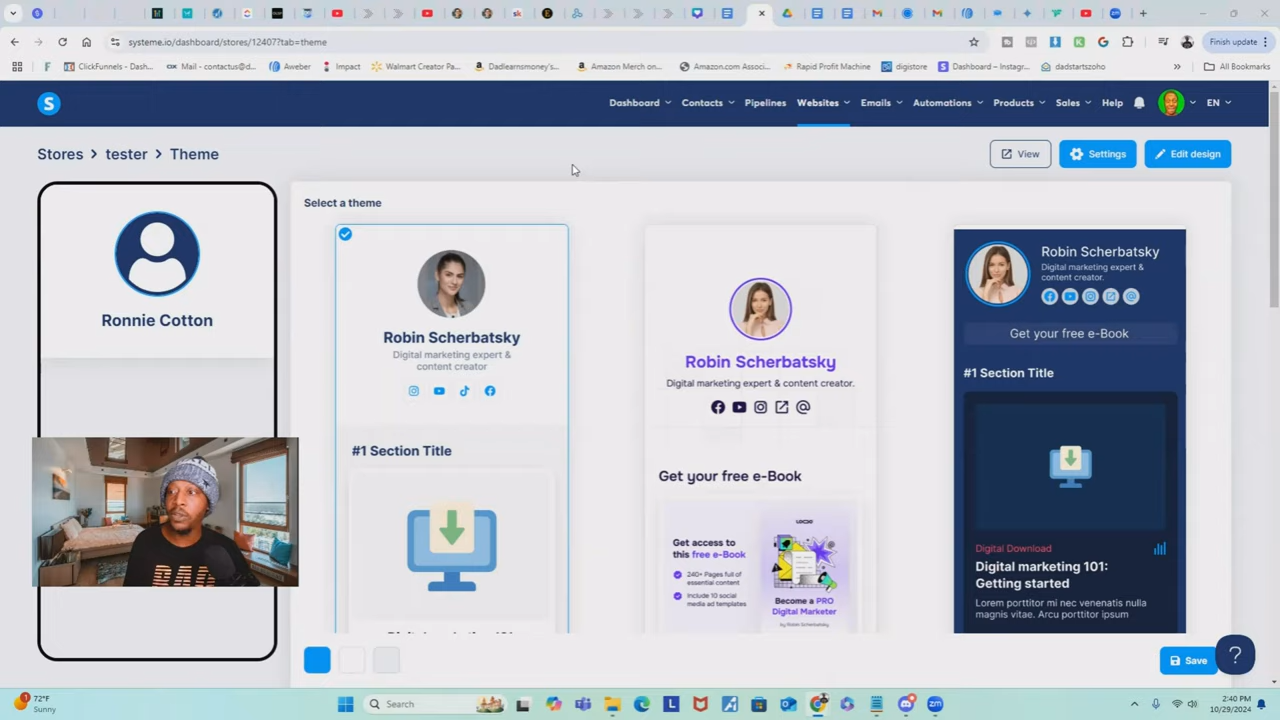 systeme.io/dashboard/stores/12407?tab=theme
Finish update
F
ClickFunnels - Dash...
Mail - contactus@d...
Aweber
Impact
Walmart Creator Pa...
Dadlearnsmoney's...
Amazon Merch on...
Amazon.com Associ...
Rapid Profit Machine
digistore
Dashboard – Instagr...
dadstartszoho
»
All Bookmarks
S
Dashboard
Contacts
Pipelines
Websites
Emails
Automations
Products
Sales
Help
EN
Stores > tester > Theme
View
Settings
Edit design
Ronnie Cotton
Select a theme
Robin Scherbatsky
Digital marketing expert &
content creator
#1 Section Title
Robin Scherbatsky
Digital marketing expert & content creator.
Get your free e-Book
Get access to
this free e-Book
240+ Pages full of
essential content
Include 10 social
media ad templates
Become a PRO
Digital Marketer
by Robin Scherbatsky
Robin Scherbatsky
Digital marketing expert &
content creator.
Get your free e-Book
#1 Section Title
Digital Download
Digital marketing 101:
Getting started
Lorem porttitor mi nec venenatis nulla
magnis vitae. Arcu porttitor ipsum
Save
?
72°F
Sunny
Search
2:40 PM
10/29/2024